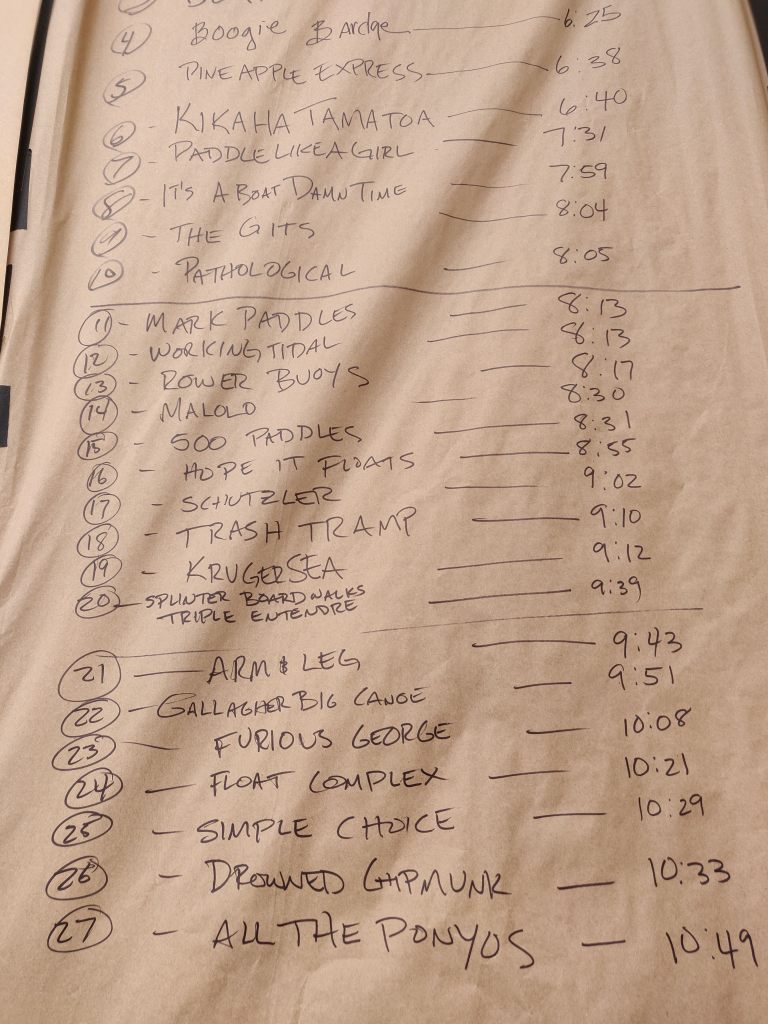 4 Boogie Bardge 6:25
5 PINEAPPLE EXPRESS 6:38
6 - KIKAHA TAMATOA 6:40
7 - PADDLE LIKE A GIRL 7:31
8 - IT'S A BOAT DAMN TIME 7:59
9 - THE GITS 8:04
10 - PATHOLOGICAL 8:05
11 - MARK PADDLES 8:13
12 - WORKING TIDAL 8:13
13 - ROWER BUOYS 8:17
14 - MALOLO 8:30
15 - 500 PADDLES 8:31
16 - HOPE IT FLOATS 8:55
17 - SCHUTZLER 9:02
18 - TRASH TRAMP 9:10
19 - KRUGERSEA 9:12
20 - SPLINTER BOARDWALKS 9:39
TRIPLE ENTENDRE
21 - ARM & LEG 9:43
22 - GALLAGHER BIG CANOE 9:51
23 - FURIOUS GEORGE 10:08
24 - FLOAT COMPLEX 10:21
25 - SIMPLE CHOICE 10:29
26 - DROWNED CHIPMUNK 10:33
27 - ALL THE PONYOS 10:49